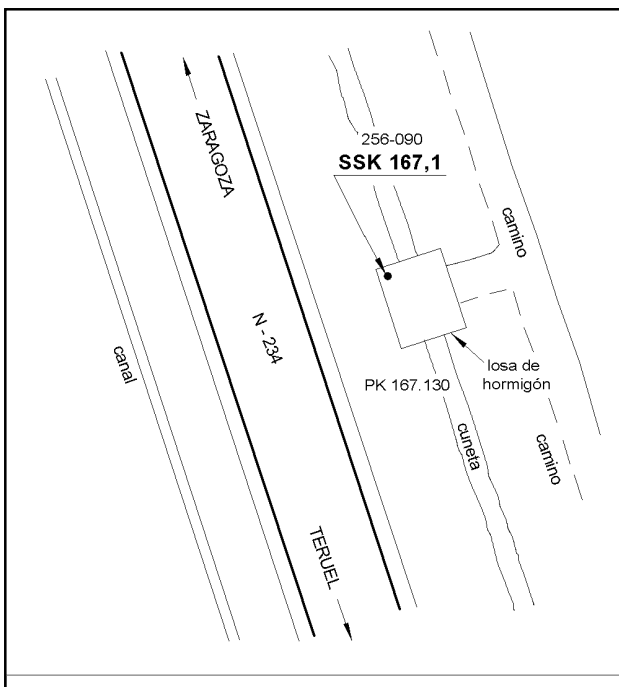 ZARAGOZA
256-090
SSK 167,1
camino
N - 234
canal
losa de
hormigón
PK 167.130
cuneta
camino
TERUEL